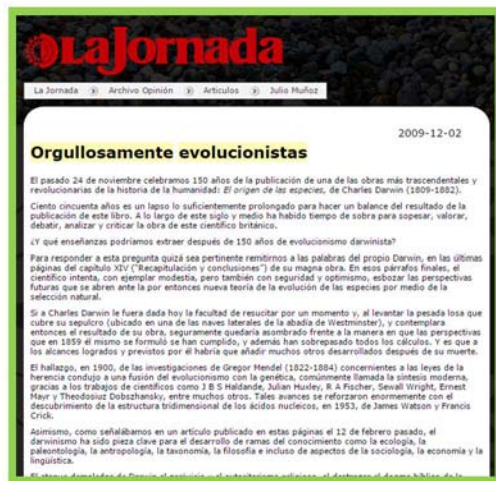 La Jornada
La Jornada Archivo Opinión Articulos Julio Muñoz
2009-12-02
Orgullosamente evolucionistas
El pasado 24 de noviembre celebramos 150 años de la publicación de una de las obras más trascendentales y
revolucionarias de la historia de la humanidad: El origen de las especies, de Charles Darwin (1809-1882).
Ciento cincuenta años es un lapso lo suficientemente prolongado para hacer un balance del resultado de la
publicación de este libro. A lo largo de este siglo y medio ha habido tiempo de sobra para sopesar, valorar,
debatir, analizar y criticar la obra de este científico británico.
¿Y qué enseñanzas podríamos extraer después de 150 años de evolucionismo darwinista?
Para responder a esta pregunta quizá sea pertinente remitirnos a las palabras del propio Darwin, en las últimas
páginas del capítulo XIV ("Recapitulación y conclusiones") de su magna obra. En esos párrafos finales, el
científico intenta, con ejemplar modestia, pero también con seguridad y optimismo, esbozar las perspectivas
futuras que se abren ante la por entonces nueva teoría de la evolución de las especies por medio de la
selección natural.
Si a Charles Darwin le fuera dada hoy la facultad de resucitar por un momento y, al levantar la pesada losa que
cubre su sepulcro (ubicado en una de las naves laterales de la abadía de Westminster), y contemplara
entonces el resultado de su obra, seguramente quedaría asombrado frente a la manera en que las perspectivas
que en 1859 él mismo se formuló se han cumplido, y además han sobrepasado todos los cálculos. Y es que a
los alcances logrados y previstos por él habría que añadir muchos otros desarrollados después de su muerte.
El hallazgo, en 1900, de las investigaciones de Gregor Mendel (1822-1884) concernientes a las leyes de la
herencia condujo a una fusión del evolucionismo con la genética, comúnmente llamada la síntesis moderna,
gracias a los trabajos de científicos como J B S Haldande, Julian Huxley, R A Fischer, Sewall Wright, Ernest
Mayr y Theodosiuz Dobzshansky, entre muchos otros. Tales avances se reforzaron enormemente con el
descubrimiento de la estructura tridimensional de los ácidos nucleicos, en 1953, de James Watson y Francis
Crick.
Asimismo, como señalábamos en un artículo publicado en estas páginas el 12 de febrero pasado, el
darwinismo ha sido pieza clave para el desarrollo de ramas del conocimiento como la ecología, la
paleontología, la antropología, la taxonomía, la filosofía e incluso de aspectos de la sociología, la economía y la
lingüística.